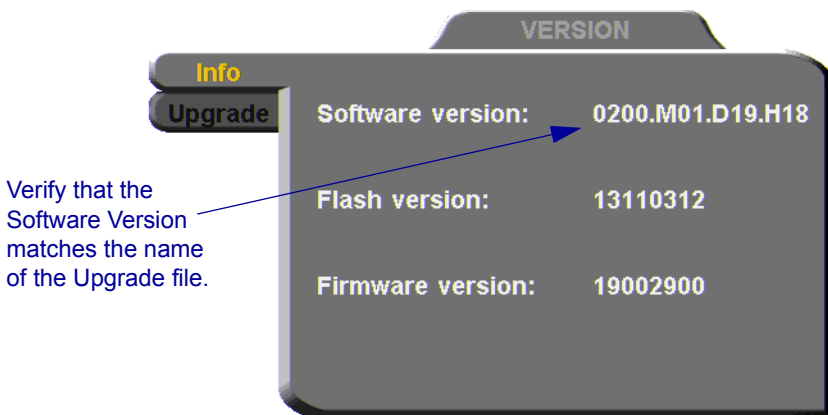 VERSION
Info
Upgrade
Software version: 0200.M01.D19.H18
Flash version: 13110312
Firmware version: 19002900
Verify that the
Software Version
matches the name
of the Upgrade file.